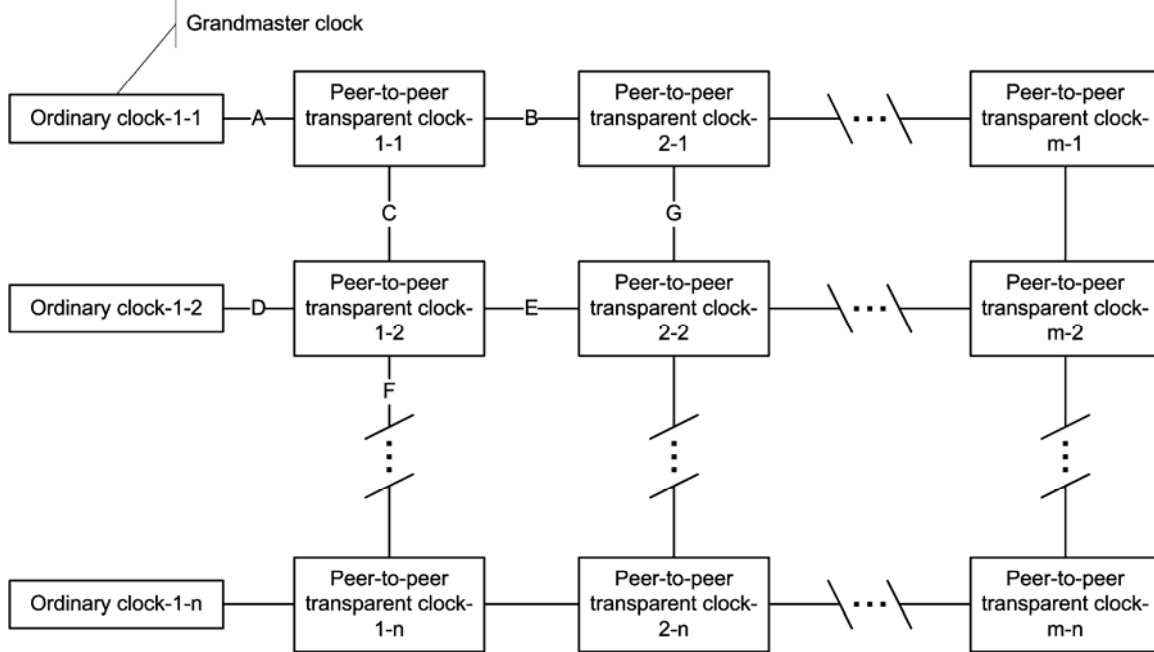 Grandmaster clock
Ordinary clock-1-1
A
Peer-to-peer
transparent clock-
1-1
B
Peer-to-peer
transparent clock-
2-1
Peer-to-peer
transparent clock-
m-1
C
G
Ordinary clock-1-2
D
Peer-to-peer
transparent clock-
1-2
E
Peer-to-peer
transparent clock-
2-2
Peer-to-peer
transparent clock-
m-2
F
Ordinary clock-1-n
Peer-to-peer
transparent clock-
1-n
Peer-to-peer
transparent clock-
2-n
Peer-to-peer
transparent clock-
m-n